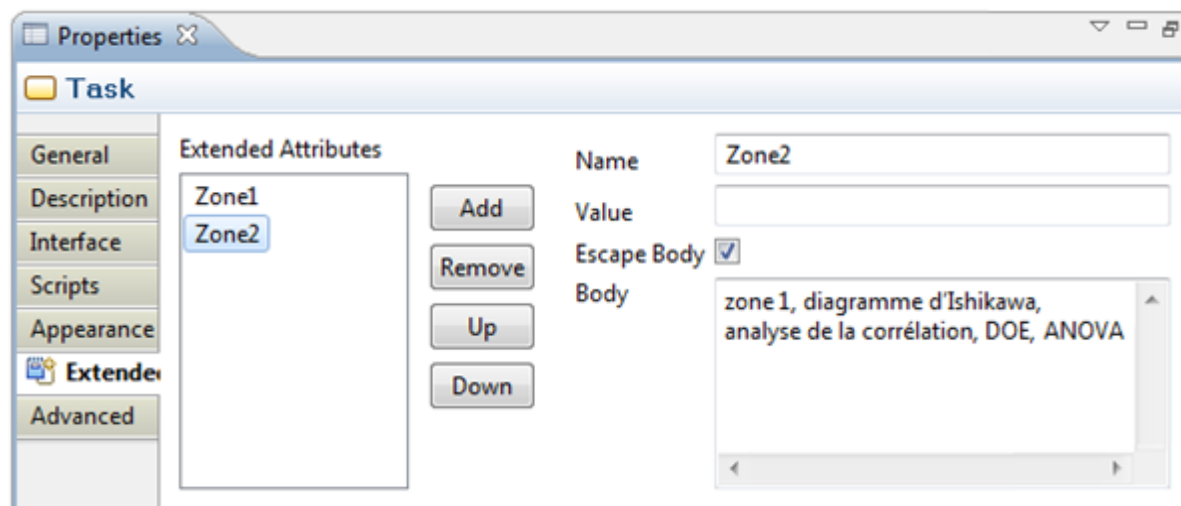 Properties
Task
General
Description
Interface
Scripts
Appearance
Extended
Advanced
Extended Attributes
Zone1
Zone2
Add
Remove
Up
Down
Name
Zone2
Value
Escape Body
Body
zone 1, diagramme d'Ishikawa,
analyse de la corrélation, DOE, ANOVA